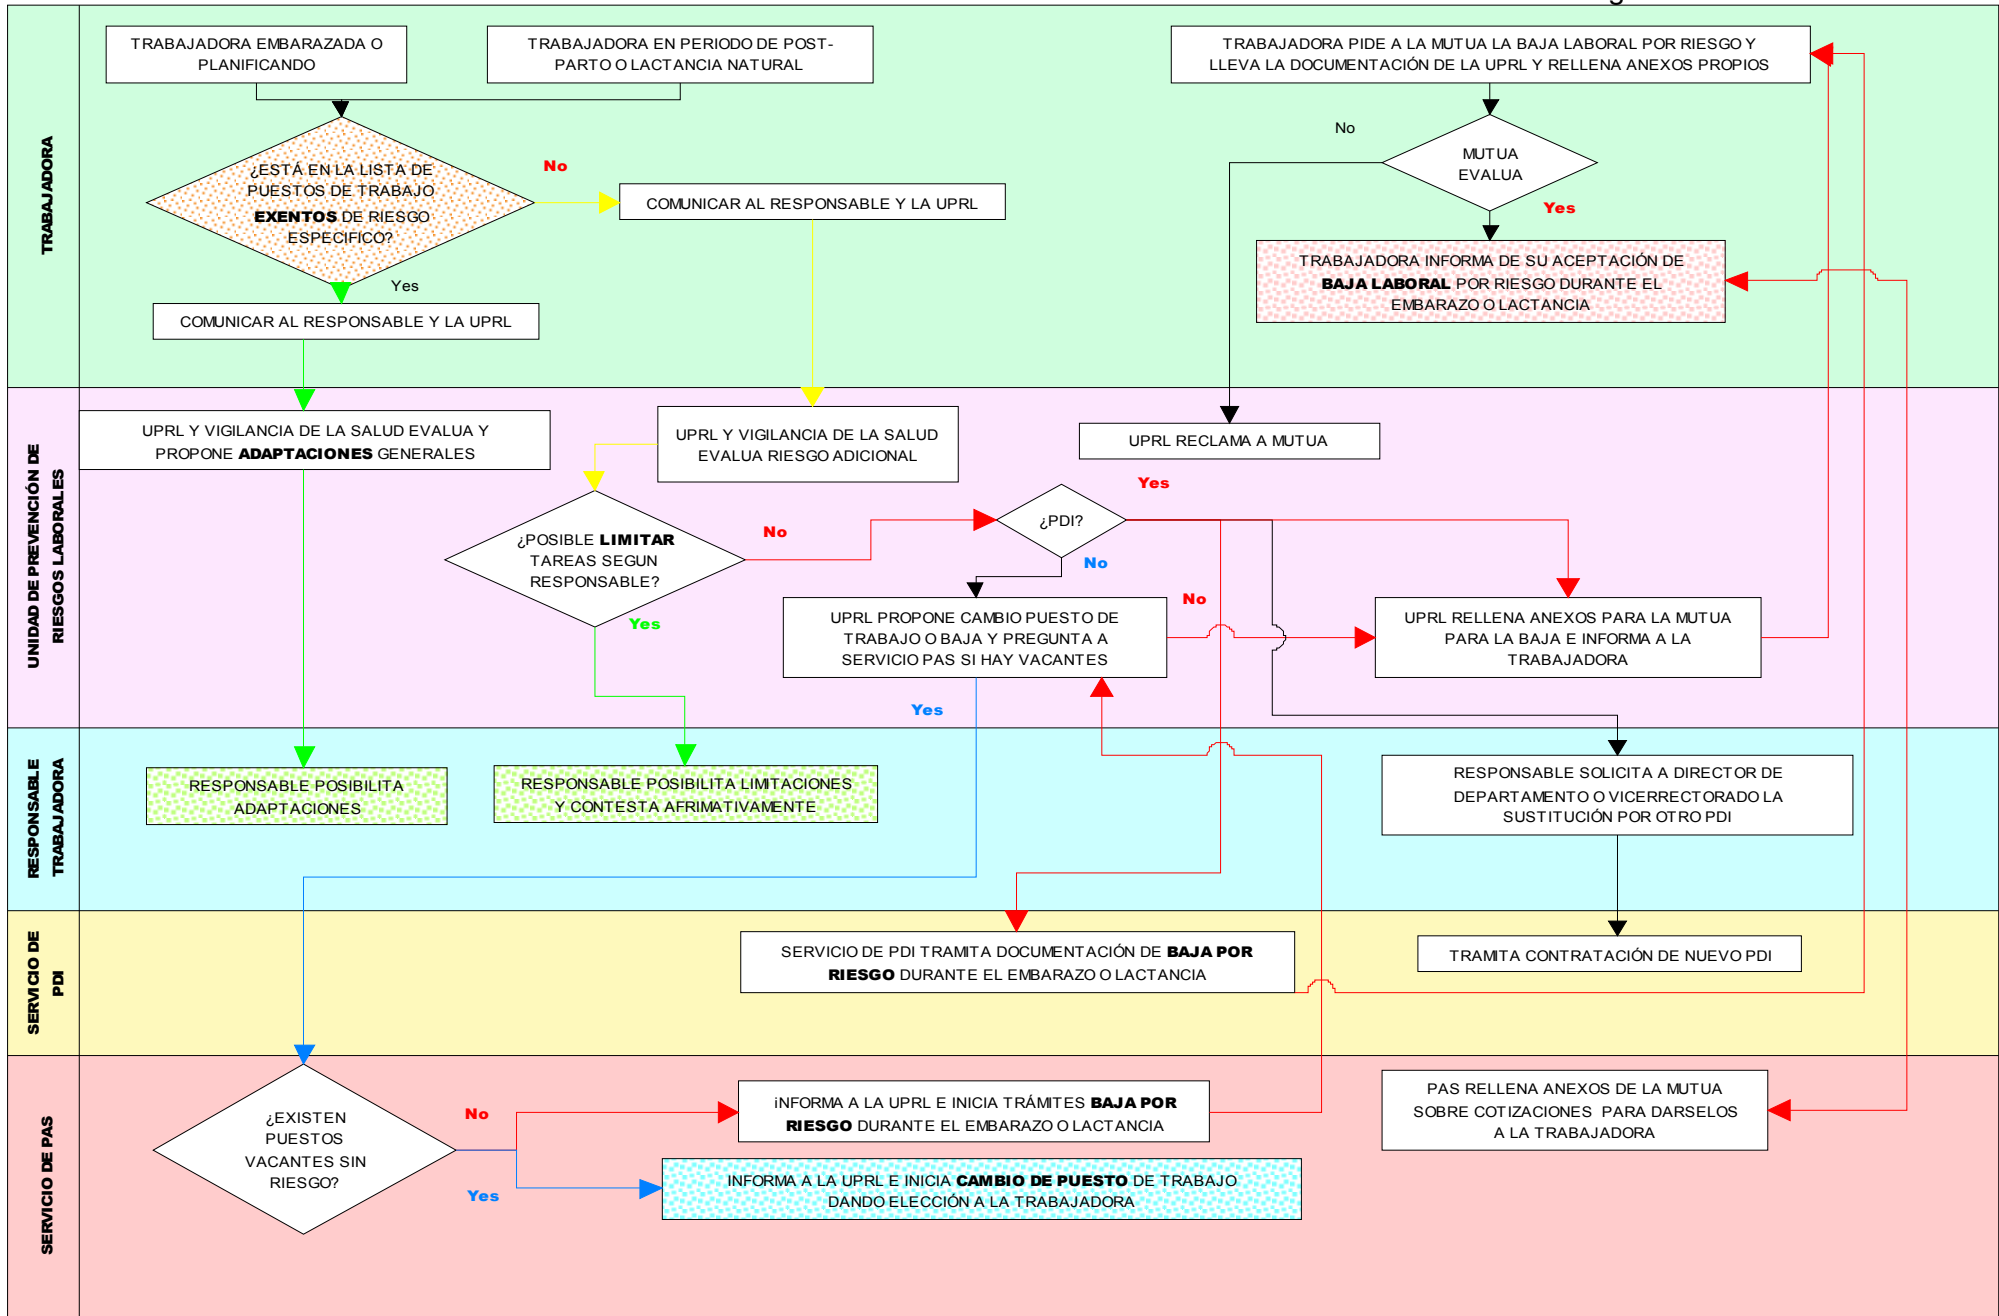 g
TRABAJADORA
TRABAJADORA EMBARAZADA O
PLANIFICANDO
TRABAJADORA EN PERIODO DE POST-
PARTO O LACTANCIA NATURAL
TRABAJADORA PIDE A LA MUTUA LA BAJA LABORAL POR RIESGO Y
LLEVA LA DOCUMENTACIÓN DE LA UPRL Y RELLENA ANEXOS PROPIOS
¿ESTÁ EN LA LISTA DE
PUESTOS DE TRABAJO
EXENTOS DE RIESGO
ESPECIFICO?
No
COMUNICAR AL RESPONSABLE Y LA UPRL
No
MUTUA
EVALUA
Yes
TRABAJADORA INFORMA DE SU ACEPTACIÓN DE
BAJA LABORAL POR RIESGO DURANTE EL
EMBARAZO O LACTANCIA
Yes
COMUNICAR AL RESPONSABLE Y LA UPRL
UNIDAD DE PREVENCIÓN DE
RIESGOS LABORALES
UPRL Y VIGILANCIA DE LA SALUD EVALUA Y
PROPONE ADAPTACIONES GENERALES
UPRL Y VIGILANCIA DE LA SALUD
EVALUA RIESGO ADICIONAL
UPRL RECLAMA A MUTUA
¿POSIBLE LIMITAR
TAREAS SEGUN
RESPONSABLE?
No
¿PDI?
Yes
No
Yes
UPRL PROPONE CAMBIO PUESTO DE
TRABAJO O BAJA Y PREGUNTA A
SERVICIO PAS SI HAY VACANTES
No
UPRL RELLENA ANEXOS PARA LA MUTUA
PARA LA BAJA E INFORMA A LA
TRABAJADORA
Yes
RESPONSABLE
TRABAJADORA
RESPONSABLE POSIBILITA
ADAPTACIONES
RESPONSABLE POSIBILITA LIMITACIONES
Y CONTESTA AFRIMATIVAMENTE
RESPONSABLE SOLICITA A DIRECTOR DE
DEPARTAMENTO O VICERRECTORADO LA
SUSTITUCIÓN POR OTRO PDI
SERVICIO DE
PDI
SERVICIO DE PDI TRAMITA DOCUMENTACIÓN DE BAJA POR
RIESGO DURANTE EL EMBARAZO O LACTANCIA
TRAMITA CONTRATACIÓN DE NUEVO PDI
SERVICIO DE PAS
¿EXISTEN
PUESTOS
VACANTES SIN
RIESGO?
No
iNFORMA A LA UPRL E INICIA TRÁMITES BAJA POR
RIESGO DURANTE EL EMBARAZO O LACTANCIA
Yes
INFORMA A LA UPRL E INICIA CAMBIO DE PUESTO DE TRABAJO
DANDO ELECCIÓN A LA TRABAJADORA
PAS RELLENA ANEXOS DE LA MUTUA
SOBRE COTIZACIONES PARA DARSELOS
A LA TRABAJADORA